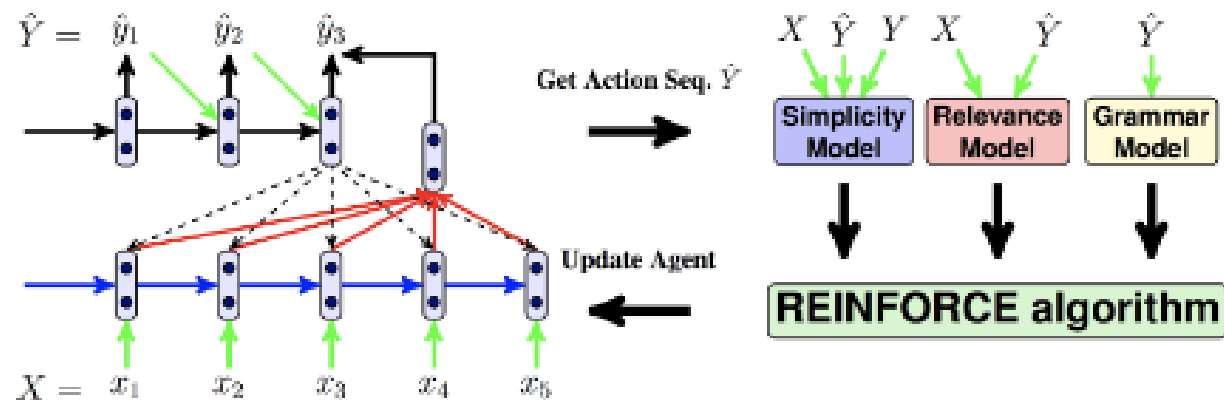 Ŷ = ŷ₁ ŷ₂ ŷ₃
Get Action Seq. Ŷ
X Ŷ Y X Ŷ Ŷ
Simplicity Model
Relevance Model
Grammar Model
Update Agent
REINFORCE algorithm
X = x₁ x₂ x₃ x₄ x₅